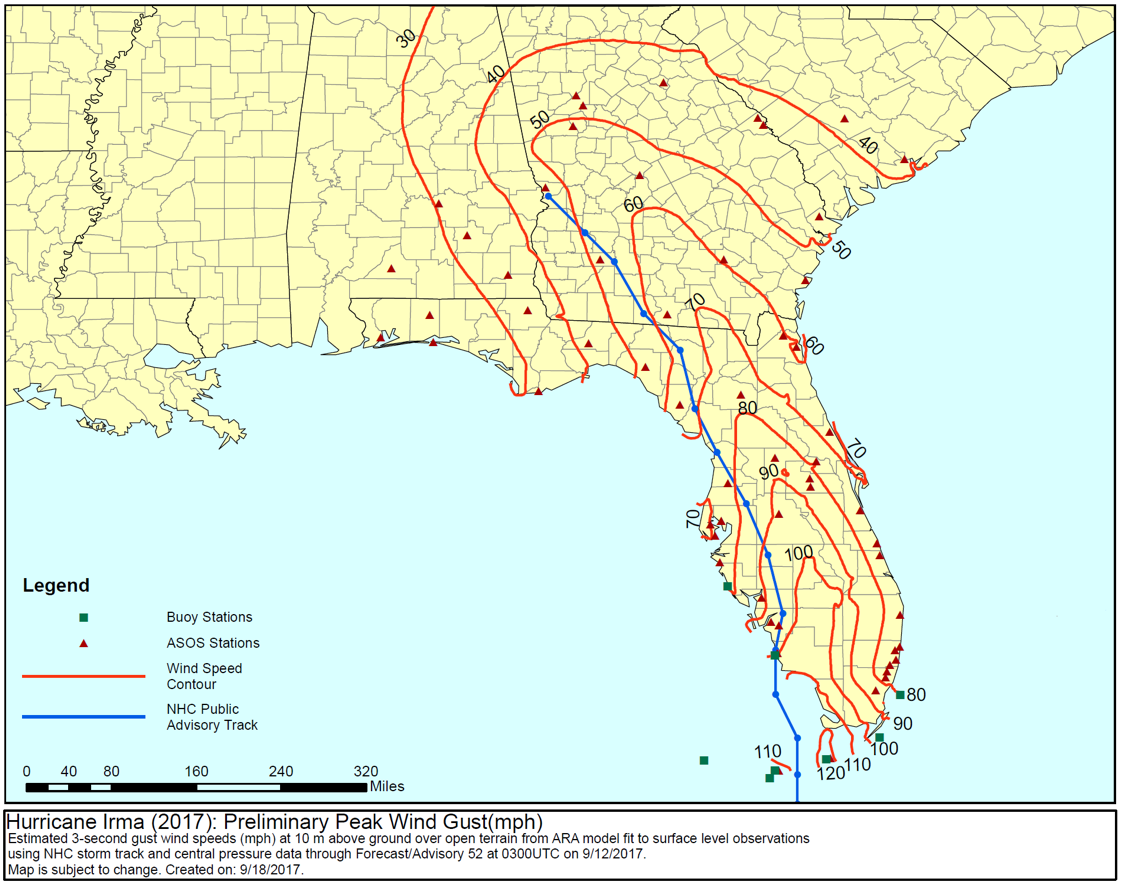 30
40
50
40
60
50
70
60
80
70
90
70
100
Legend
Buoy Stations
ASOS Stations
Wind Speed
Contour
NHC Public
Advisory Track
80
90
100
110
110
120
0 40 80 160 240 320
Miles
Hurricane Irma (2017): Preliminary Peak Wind Gust(mph)
Estimated 3-second gust wind speeds (mph) at 10 m above ground over open terrain from ARA model fit to surface level observations
using NHC storm track and central pressure data through Forecast/Advisory 52 at 0300UTC on 9/12/2017.
Map is subject to change. Created on: 9/18/2017.